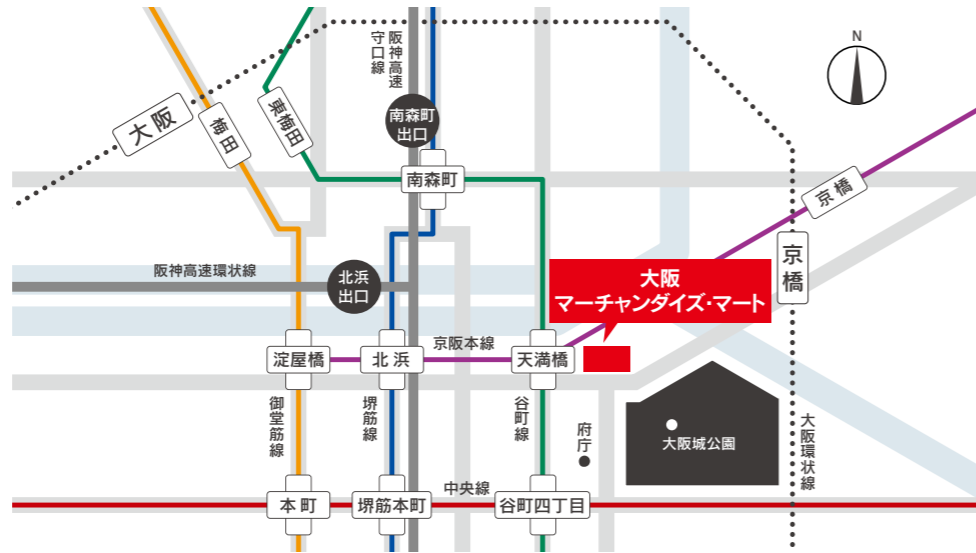 N
阪神高速
守口線
大阪
梅田
東梅田
南森町
出口
南森町
京橋
京橋
阪神高速環状線
北浜
出口
大阪
マーチャンダイズ・マート
淀屋橋
北浜
京阪本線
天満橋
御堂筋線
堺筋線
谷町線
府庁
大阪城公園
大阪環状線
中央線
本町
堺筋本町
谷町四丁目